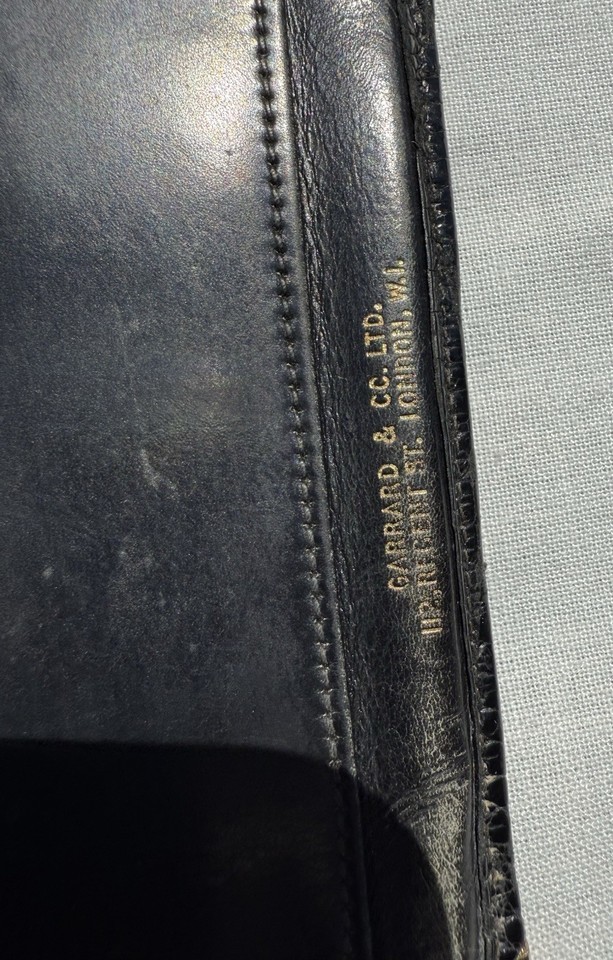 GARRARD & CO. LTD.
112, REGENT ST. LONDON, W.1.